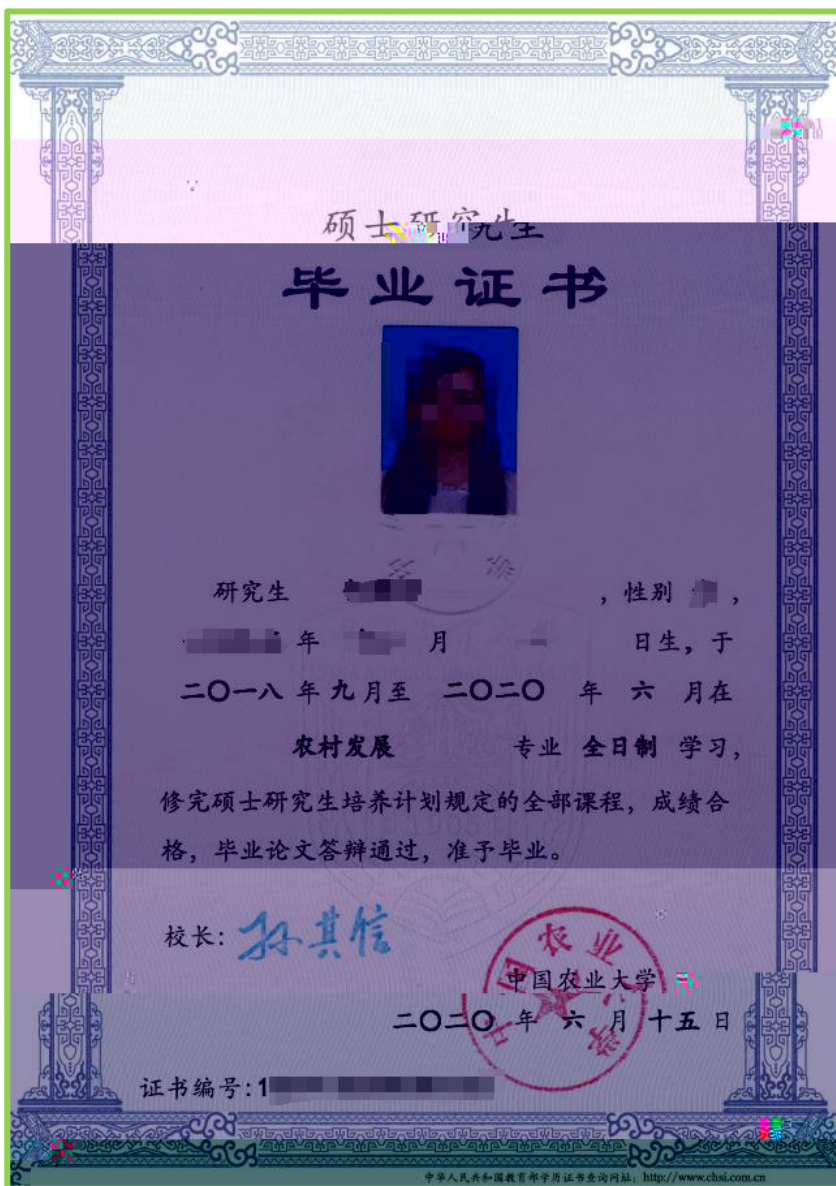 硕士研究生
毕业证书
研究生 ,性别 ,
年 月 日生,于
二〇一八 年 九 月至 二〇二〇 年 六 月在
农村发展 专业 全日制 学习,
修完硕士研究生培养计划规定的全部课程,成绩合
格,毕业论文答辩通过,准予毕业。
校长: 孙其信
中国农业大学
二〇二〇 年 六 月 十五 日
证书编号:1
中华人民共和国教育部学历证书查询网址: http://www.chsi.com.cn